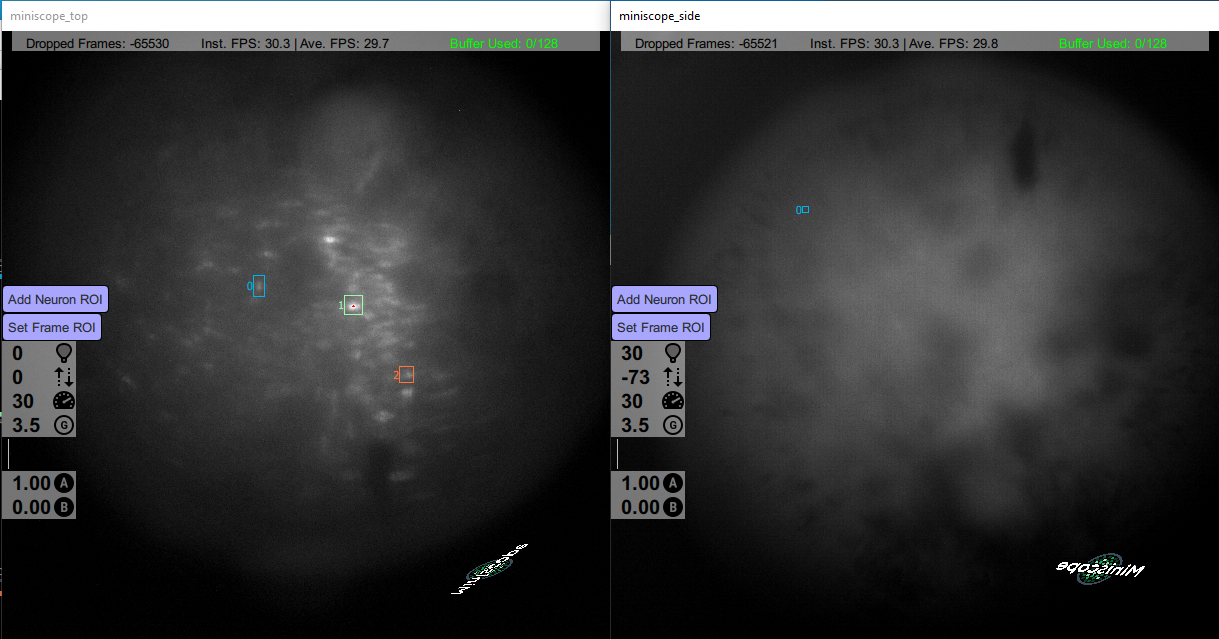 miniscope_top
Dropped Frames: -65530 Inst. FPS: 30.3 | Ave. FPS: 29.7 Buffer Used: 0/128
0
1
2
Add Neuron ROI
Set Frame ROI
0
0
30
3.5 G
1.00 A
0.00 B
miniscope_side
Dropped Frames: -65521 Inst. FPS: 30.3 | Ave. FPS: 29.8 Buffer Used: 0/128
0
Add Neuron ROI
Set Frame ROI
30
-73
30
3.5 G
1.00 A
0.00 B
Miniscope